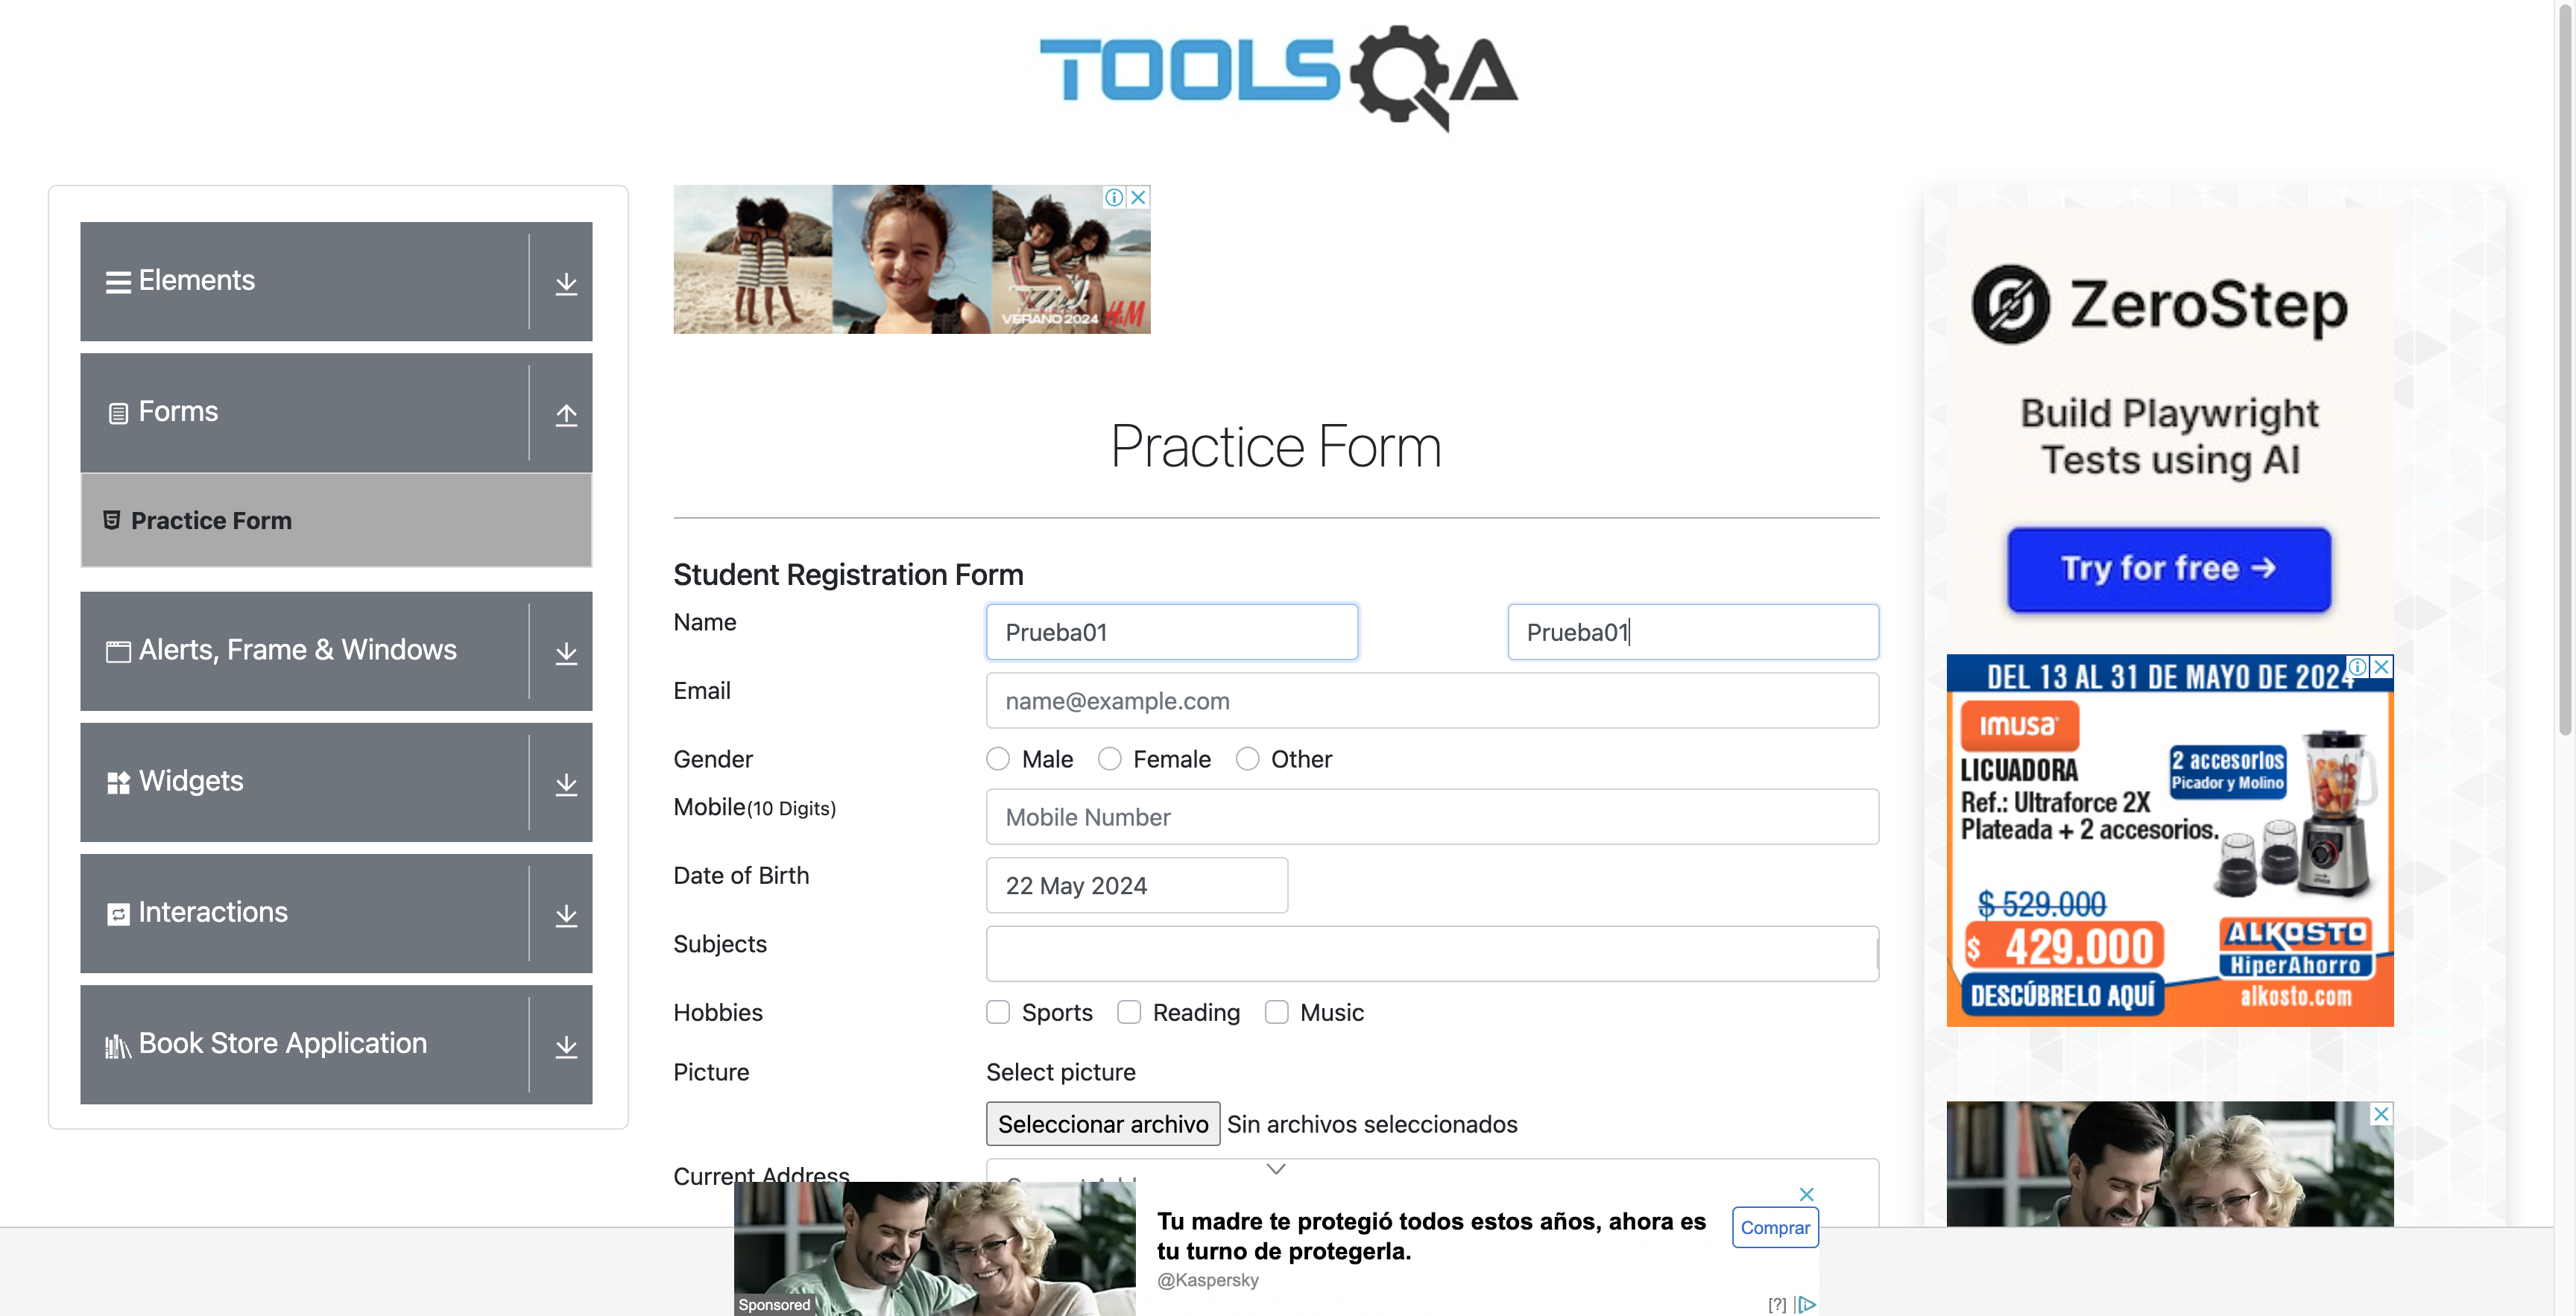 TOOLSQA
Elements
Forms
Practice Form
Alerts, Frame & Windows
Widgets
Interactions
Book Store Application
VERANO 2024 H&M
Practice Form
Student Registration Form
Name Prueba01 Prueba01
Email name@example.com
Gender Male Female Other
Mobile(10 Digits) Mobile Number
Date of Birth 22 May 2024
Subjects
Hobbies Sports Reading Music
Picture Select picture
Seleccionar archivo Sin archivos seleccionados
Current Address
Tu madre te protegió todos estos años, ahora es
tu turno de protegerla.
@Kaspersky
Comprar
Sponsored
[?]
ZeroStep
Build Playwright
Tests using AI
Try for free →
DEL 13 AL 31 DE MAYO DE 2024
imusa
LICUADORA
Ref.: Ultraforce 2X
Plateada + 2 accesorios.
2 accesorios
Picador y Molino
$ 529.000
$ 429.000
DESCÚBRELO AQUÍ
ALKOSTO
HiperAhorro
alkosto.com